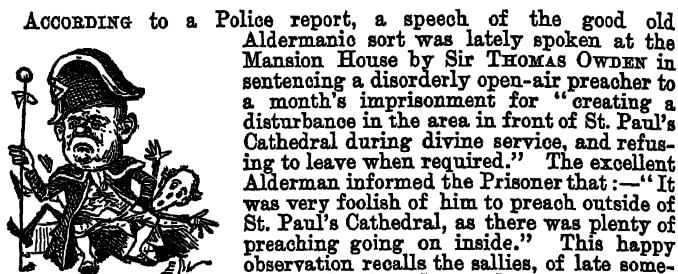 ACCORDING to a Police report, a speech of the good old
Aldermanic sort was lately spoken at the
Mansion House by Sir THOMAS OWDEN in
sentencing a disorderly open-air preacher to
a month's imprisonment for "creating a
disturbance in the area in front of St. Paul's
Cathedral during divine service, and refus-
ing to leave when required." The excellent
Alderman informed the Prisoner that:—"It
was very foolish of him to preach outside of
St. Paul's Cathedral, as there was plenty of
preaching going on inside." This happy
observation recalls the sallies, of late some-